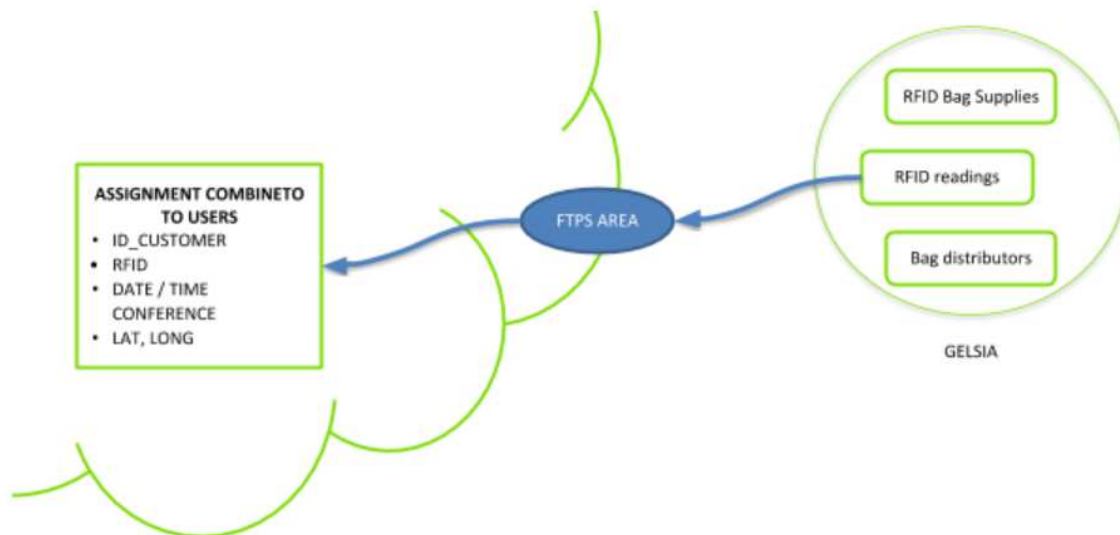 ASSIGNMENT COMBINETO
TO USERS
• ID_CUSTOMER
• RFID
• DATE / TIME
CONFERENCE
• LAT, LONG
FTPS AREA
RFID Bag Supplies
RFID readings
Bag distributors
GELSIA